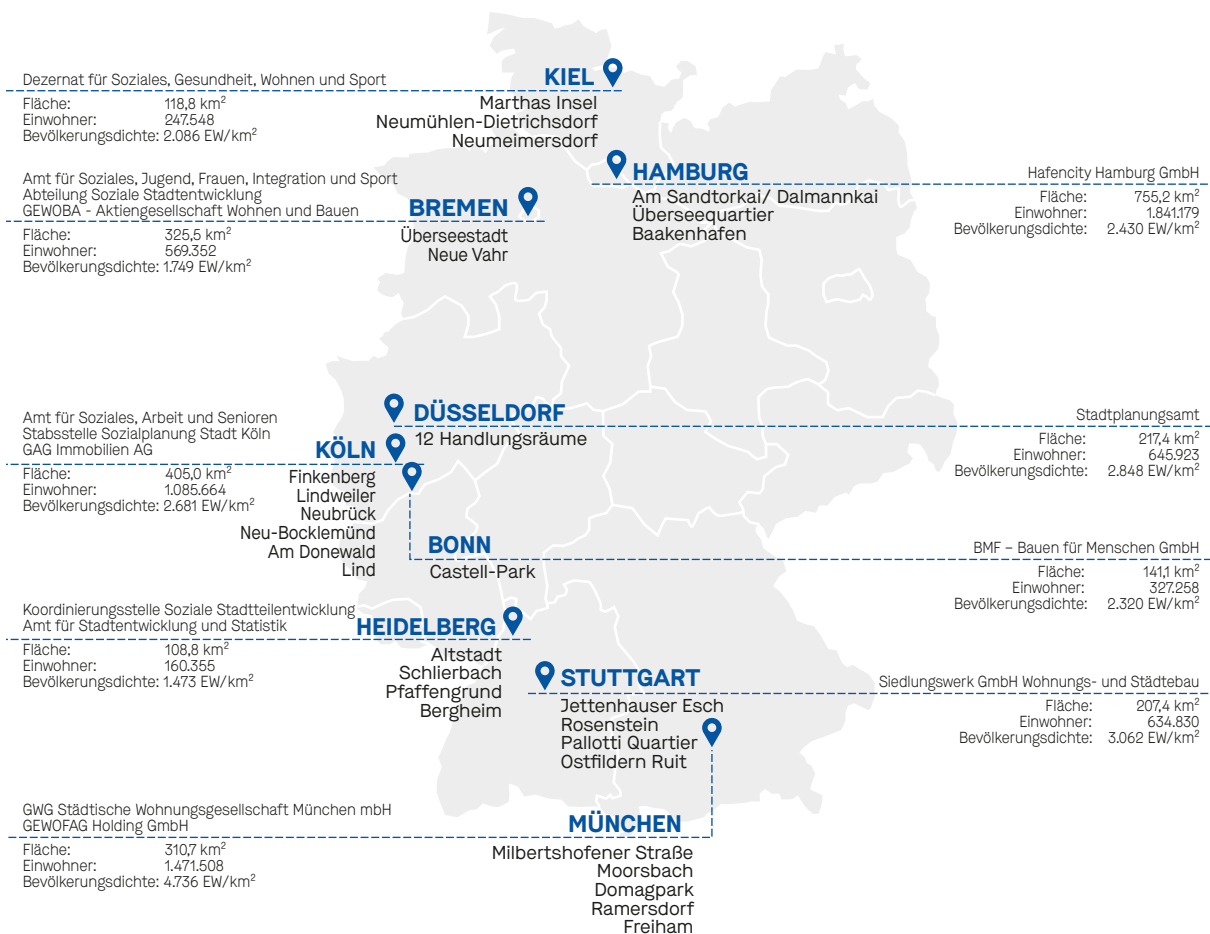 Dezernat für Soziales, Gesundheit, Wohnen und Sport
KIEL
Fläche: 118,8 km²
Einwohner: 247.548
Bevölkerungsdichte: 2.086 EW/km²
Marthas Insel
Neumühlen-Dietrichsdorf
Neumeimersdorf
HAMBURG
Hafencity Hamburg GmbH
Am Sandtorkai/ Dalmannkai
Überseequartier
Baakenhafen
Fläche: 755,2 km²
Einwohner: 1.841.179
Bevölkerungsdichte: 2.430 EW/km²
Amt für Soziales, Jugend, Frauen, Integration und Sport
Abteilung Soziale Stadtentwicklung
GEWOBA - Aktiengesellschaft Wohnen und Bauen
BREMEN
Fläche: 325,5 km²
Einwohner: 569.352
Bevölkerungsdichte: 1.749 EW/km²
Überseestadt
Neue Vahr
DÜSSELDORF
Stadtplanungsamt
12 Handlungsräume
Fläche: 217,4 km²
Einwohner: 645.923
Bevölkerungsdichte: 2.848 EW/km²
Amt für Soziales, Arbeit und Senioren
Stabsstelle Sozialplanung Stadt Köln
GAG Immobilien AG
KÖLN
Fläche: 405,0 km²
Einwohner: 1.085.664
Bevölkerungsdichte: 2.681 EW/km²
Finkenberg
Lindweiler
Neubrück
Neu-Bocklemünd
Am Donewald
Lind
BONN
BMF – Bauen für Menschen GmbH
Castell-Park
Fläche: 141,1 km²
Einwohner: 327.258
Bevölkerungsdichte: 2.320 EW/km²
Koordinierungsstelle Soziale Stadtteilentwicklung
Amt für Stadtentwicklung und Statistik
HEIDELBERG
Fläche: 108,8 km²
Einwohner: 160.355
Bevölkerungsdichte: 1.473 EW/km²
Altstadt
Schlierbach
Pfaffengrund
Bergheim
STUTTGART
Siedlungswerk GmbH Wohnungs- und Städtebau
Jettenhauser Esch
Rosenstein
Pallotti Quartier
Ostfildern Ruit
Fläche: 207,4 km²
Einwohner: 634.830
Bevölkerungsdichte: 3.062 EW/km²
GWG Städtische Wohnungsgesellschaft München mbH
GEWOFAG Holding GmbH
MÜNCHEN
Fläche: 310,7 km²
Einwohner: 1.471.508
Bevölkerungsdichte: 4.736 EW/km²
Milbertshofener Straße
Moorsbach
Domagpark
Ramersdorf
Freiham